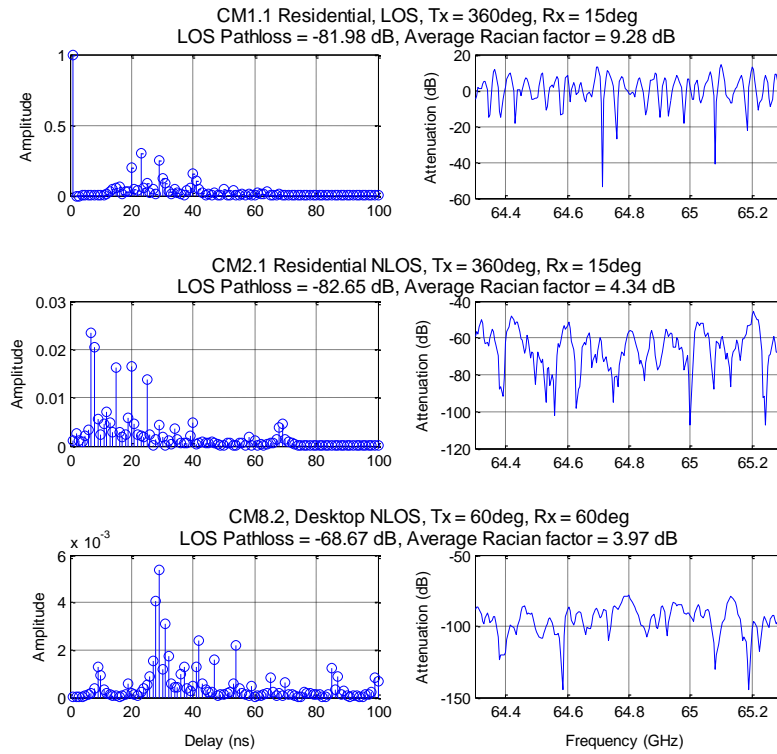 CM1.1 Residential, LOS, Tx = 360deg, Rx = 15deg
LOS Pathloss = -81.98 dB, Average Racian factor = 9.28 dB
1
0.5
0
Amplitude
0 20 40 60 80 100
20
0
-20
-40
-60
Attenuation (dB)
64.4 64.6 64.8 65 65.2
CM2.1 Residential NLOS, Tx = 360deg, Rx = 15deg
LOS Pathloss = -82.65 dB, Average Racian factor = 4.34 dB
0.03
0.02
0.01
0
Amplitude
0 20 40 60 80 100
-40
-60
-80
-100
-120
Attenuation (dB)
64.4 64.6 64.8 65 65.2
CM8.2, Desktop NLOS, Tx = 60deg, Rx = 60deg
LOS Pathloss = -68.67 dB, Average Racian factor = 3.97 dB
x 10^-3
6
4
2
0
Amplitude
0 20 40 60 80 100
Delay (ns)
-50
-100
-150
Attenuation (dB)
64.4 64.6 64.8 65 65.2
Frequency (GHz)